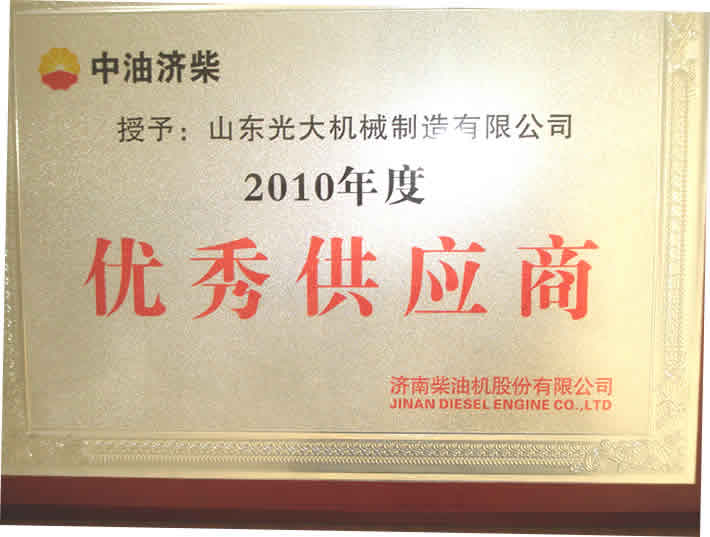 中油济柴
授予：山东光大机械制造有限公司
2010年度
优秀供应商
济南柴油机股份有限公司
JINAN DIESEL ENGINE CO.,LTD